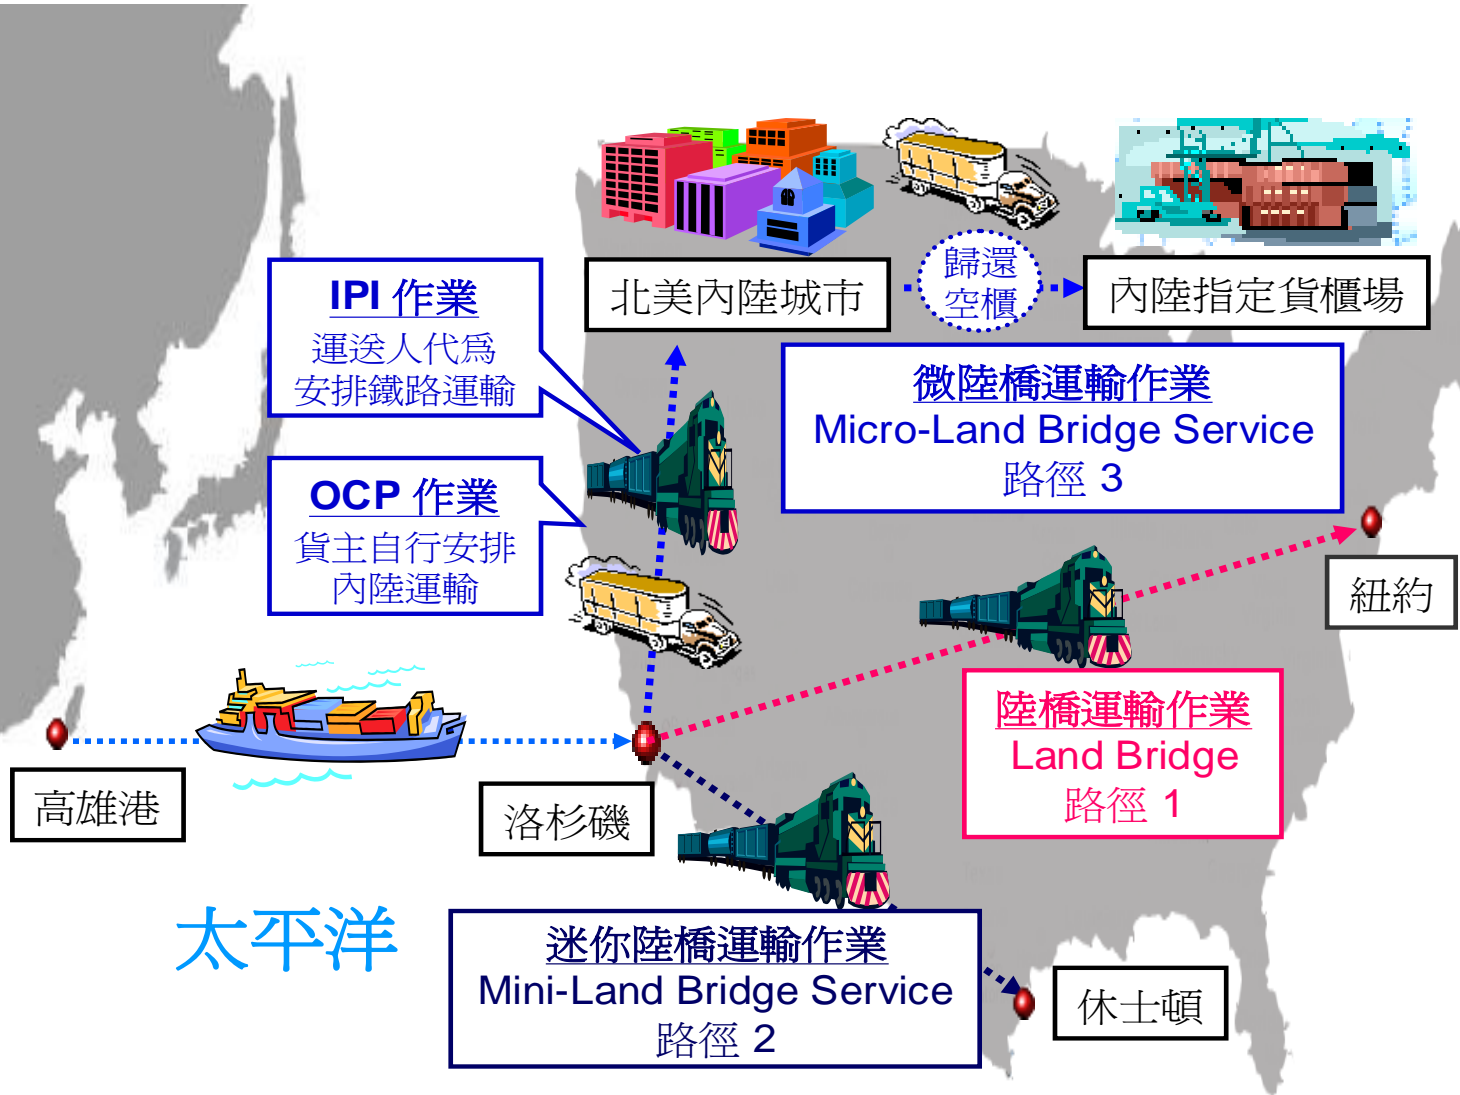 北美內陸城市
歸還
空櫃
內陸指定貨櫃場
IPI 作業
運送人代為
安排鐵路運輸
微陸橋運輸作業
Micro-Land Bridge Service
路徑 3
OCP 作業
貨主自行安排
內陸運輸
紐約
陸橋運輸作業
Land Bridge
路徑 1
高雄港
洛杉磯
太平洋
迷你陸橋運輸作業
Mini-Land Bridge Service
路徑 2
休士頓